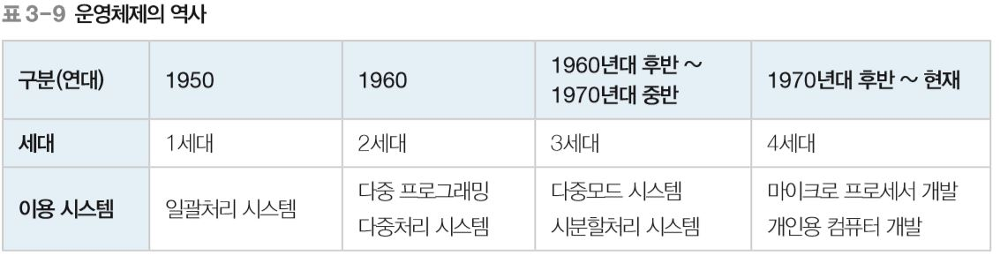 표 3-9 운영체제의 역사
구분(연대) 1950 1960 1960년대 후반 ~ 1970년대 중반 1970년대 후반 ~ 현재
세대 1세대 2세대 3세대 4세대
이용 시스템 일괄처리 시스템 다중 프로그래밍 다중처리 시스템 다중모드 시스템 시분할처리 시스템 마이크로 프로세서 개발 개인용 컴퓨터 개발